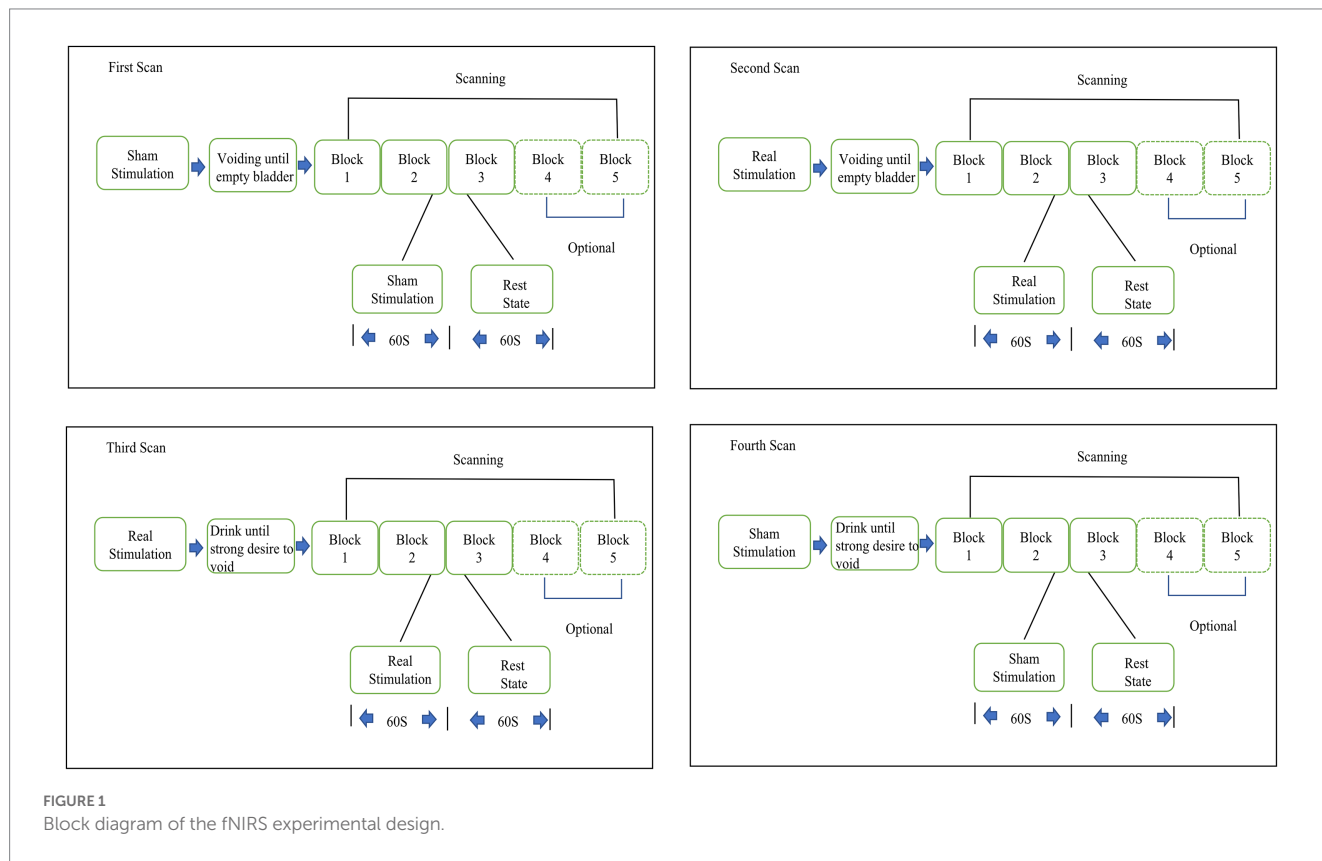 First Scan
Scanning
Sham
Stimulation
Voiding until
empty bladder
Block
1
Block
2
Block
3
Block
4
Block
5
Optional
Sham
Stimulation
Rest
State
60S
60S
Second Scan
Scanning
Real
Stimulation
Voiding until
empty bladder
Block
1
Block
2
Block
3
Block
4
Block
5
Optional
Real
Stimulation
Rest
State
60S
60S
Third Scan
Scanning
Real
Stimulation
Drink until
strong desire to
void
Block
1
Block
2
Block
3
Block
4
Block
5
Optional
Real
Stimulation
Rest
State
60S
60S
Fourth Scan
Scanning
Sham
Stimulation
Drink until
strong desire to
void
Block
1
Block
2
Block
3
Block
4
Block
5
Optional
Sham
Stimulation
Rest
State
60S
60S
FIGURE 1
Block diagram of the fNIRS experimental design.